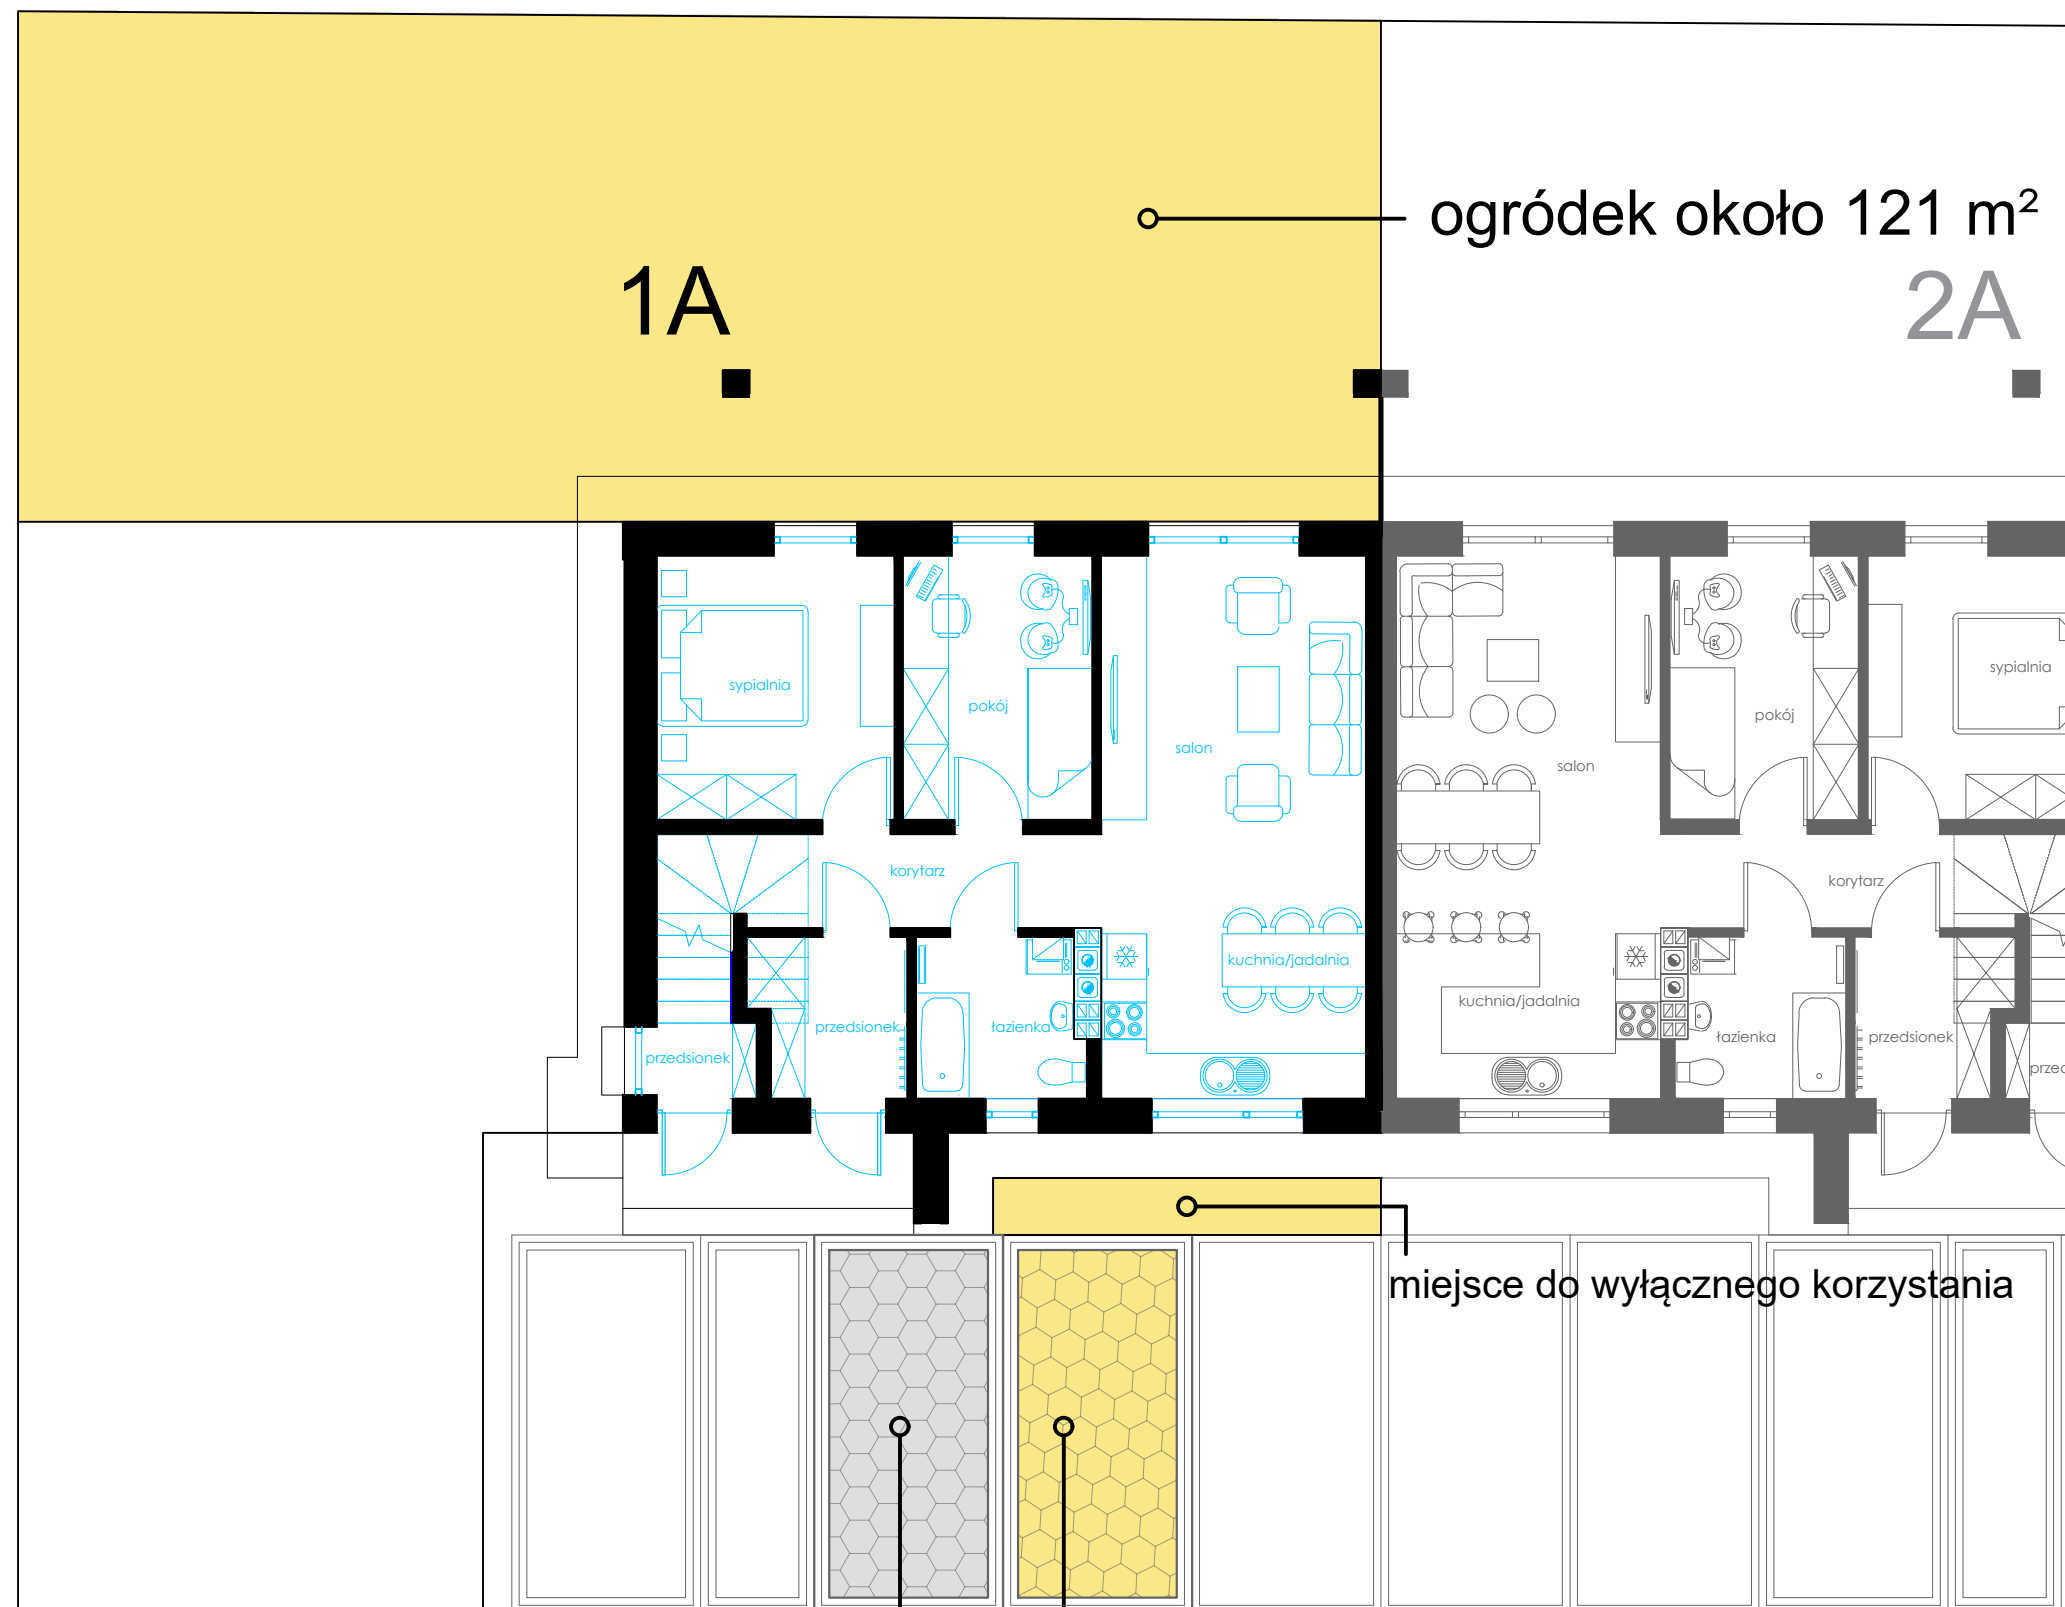 ogródek około 121 m²
1A
2A
sypialnia
pokój
salon
korytarz
kuchnia/jadalnia
przedsionek
przedsionek
łazienka
salon
pokój
sypialnia
korytarz
kuchnia/jadalnia
łazienka
przedsionek
przed
miejsce do wyłącznego korzystania